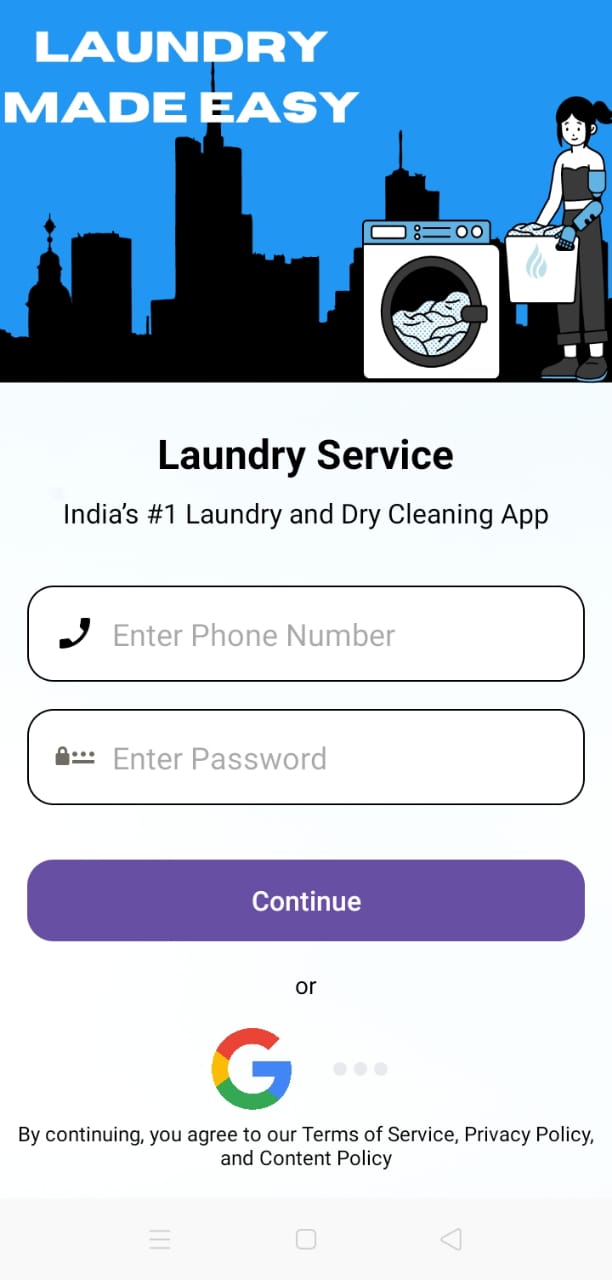 LAUNDRY
MADE EASY
Laundry Service
India’s #1 Laundry and Dry Cleaning App
Enter Phone Number
Enter Password
Continue
or
By continuing, you agree to our Terms of Service, Privacy Policy,
and Content Policy